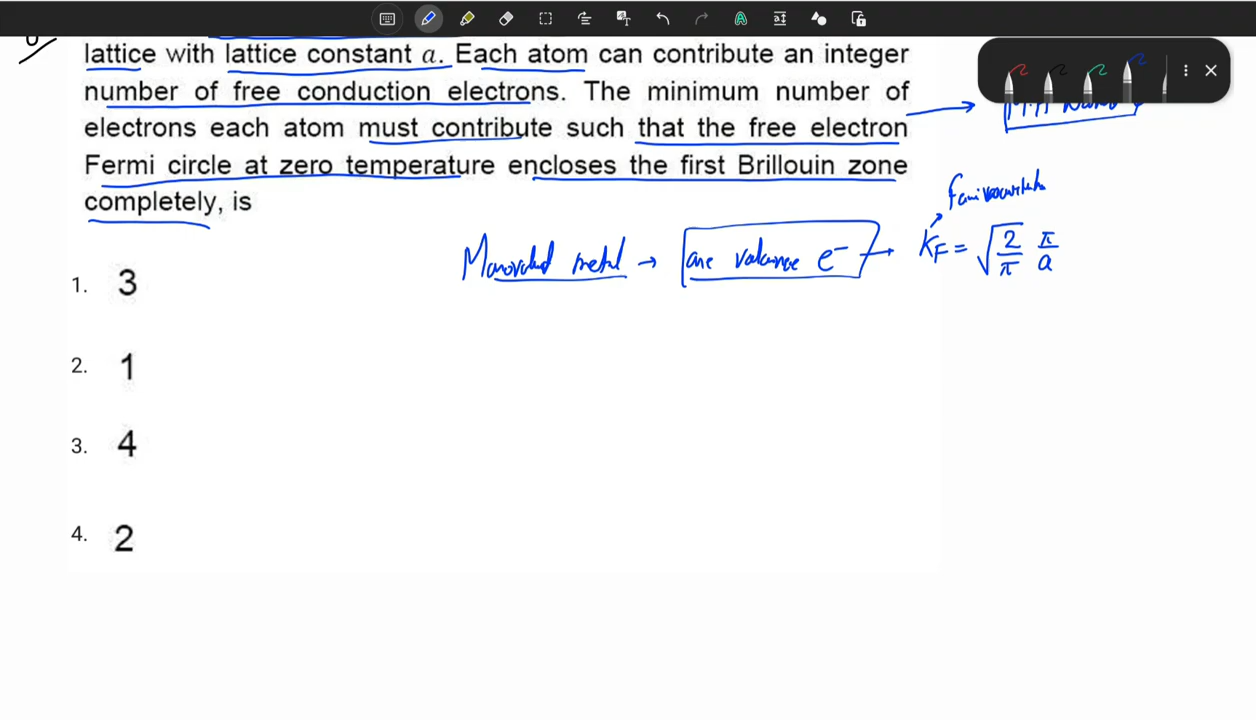 lattice with lattice constant a. Each atom can contribute an integer
number of free conduction electrons. The minimum number of
electrons each atom must contribute such that the free electron
Fermi circle at zero temperature encloses the first Brillouin zone
completely, is
metal → valence e⁻ → K_F = √(2/π) π/a
1. 3
2. 1
3. 4
4. 2